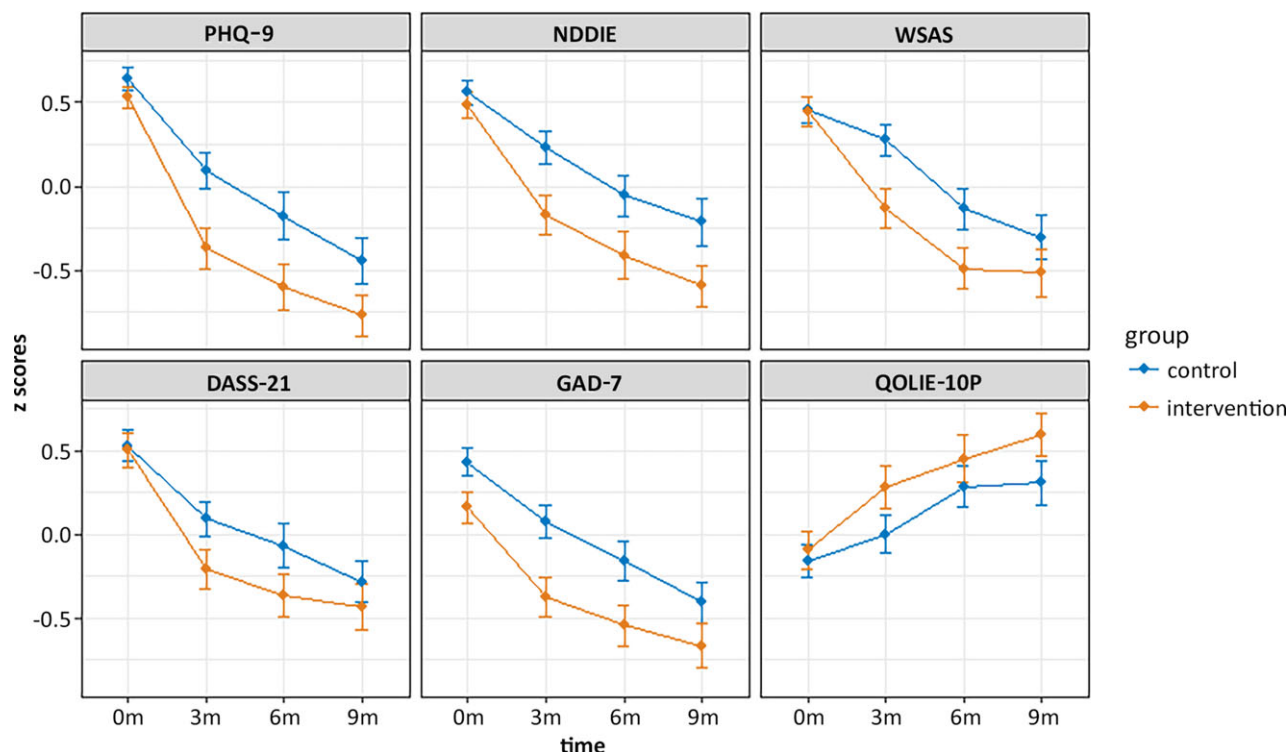 PHQ-9 NDDIE WSAS
0.5
0.0
-0.5
z scores
DASS-21 GAD-7 QOLIE-10P
0.5
0.0
-0.5
0m 3m 6m 9m 0m 3m 6m 9m 0m 3m 6m 9m
time
group
control
intervention